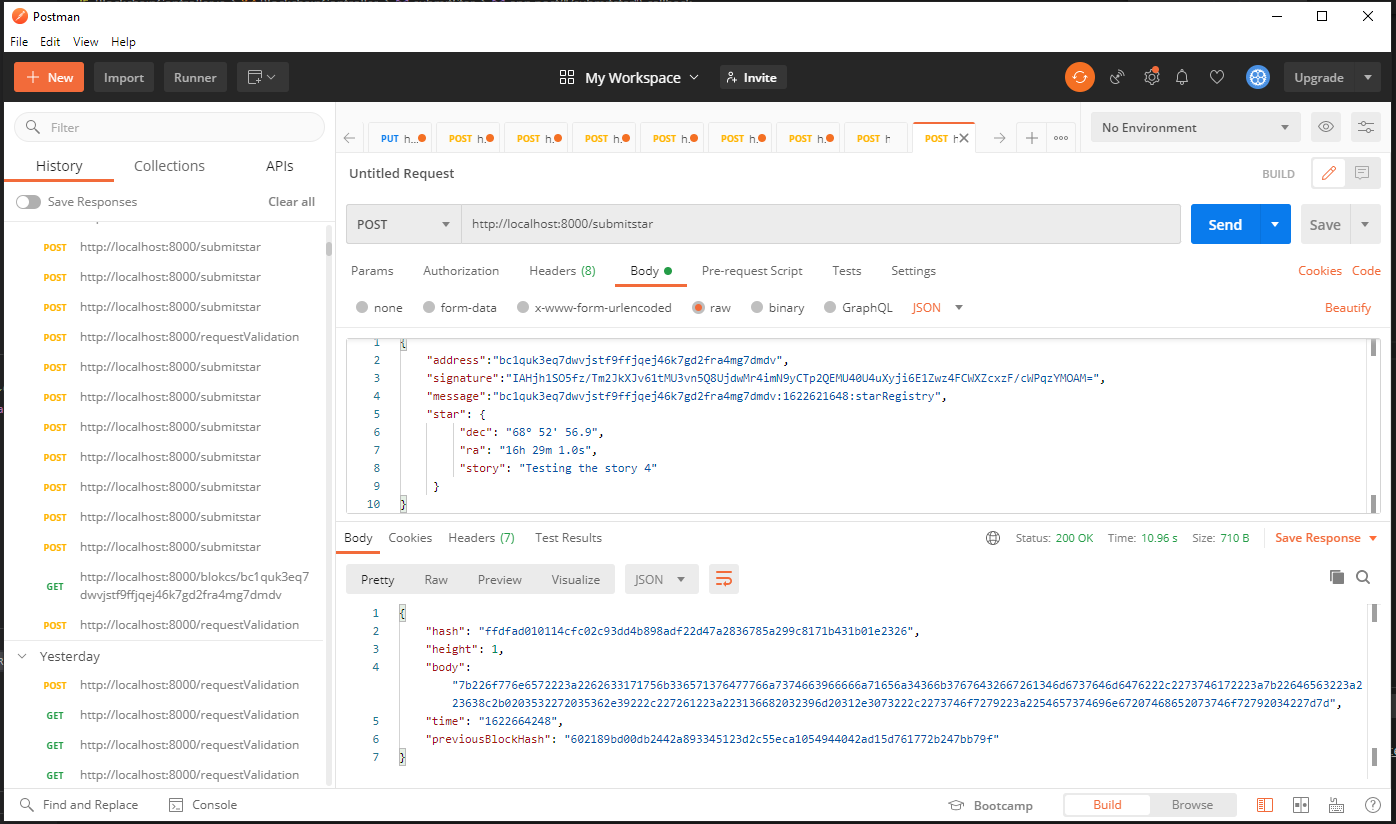 Postman
File Edit View Help
New Import Runner My Workspace Invite Upgrade
Filter
History Collections APIs
Save Responses Clear all
POST http://localhost:8000/submitstar
POST http://localhost:8000/submitstar
POST http://localhost:8000/submitstar
POST http://localhost:8000/requestValidation
POST http://localhost:8000/submitstar
POST http://localhost:8000/submitstar
POST http://localhost:8000/submitstar
POST http://localhost:8000/submitstar
POST http://localhost:8000/submitstar
POST http://localhost:8000/submitstar
POST http://localhost:8000/submitstar
GET http://localhost:8000/blokcs/bc1quk3eq7
dwvjstf9ffjqej46k7gd2fra4mg7dmdv
POST http://localhost:8000/requestValidation
Yesterday
POST http://localhost:8000/requestValidation
GET http://localhost:8000/requestValidation
GET http://localhost:8000/requestValidation
GET http://localhost:8000/requestValidation
PUT h... POST h. POST h. POST h. POST h. POST h. POST h. POST h POST h No Environment
Untitled Request BUILD
POST http://localhost:8000/submitstar Send Save
Params Authorization Headers (8) Body Pre-request Script Tests Settings Cookies Code
none form-data x-www-form-urlencoded raw binary GraphQL JSON Beautify
1 {
2 "address":"bc1quk3eq7dwvjstf9ffjqej46k7gd2fra4mg7dmdv",
3 "signature":"IAHjh1SO5fz/Tm2JkXJv61tMU3vn5Q8UjdwMr4imN9yCTp2QEMU40U4uXyji6E1Zwz4FCWXZcxzF/cWPqzYMOAM=",
4 "message":"bc1quk3eq7dwvjstf9ffjqej46k7gd2fra4mg7dmdv:1622621648:starRegistry",
5 "star": {
6 "dec": "68° 52' 56.9",
7 "ra": "16h 29m 1.0s",
8 "story": "Testing the story 4"
9 }
10 }
Body Cookies Headers (7) Test Results Status: 200 OK Time: 10.96 s Size: 710 B Save Response
Pretty Raw Preview Visualize JSON
1 {
2 "hash": "ffdfad010114cfc02c93dd4b898adf22d47a2836785a299c8171b431b01e2326",
3 "height": 1,
4 "body":
"7b226f776e6572223a2262633171756b336571376477766a7374663966666a71656a34366b37676432667261346d6737646d6476222c2273746172223a7b22646563223a2
23638c2b0203532272035362e39222c227261223a223136682032396d20312e3073222c2273746f7279223a2254657374696e67207468652073746f72792034227d7d",
5 "time": "1622664248",
6 "previousBlockHash": "602189bd00db2442a893345123d2c55eca1054944042ad15d761772b247bb79f"
7 }
Find and Replace Console Bootcamp Build Browse